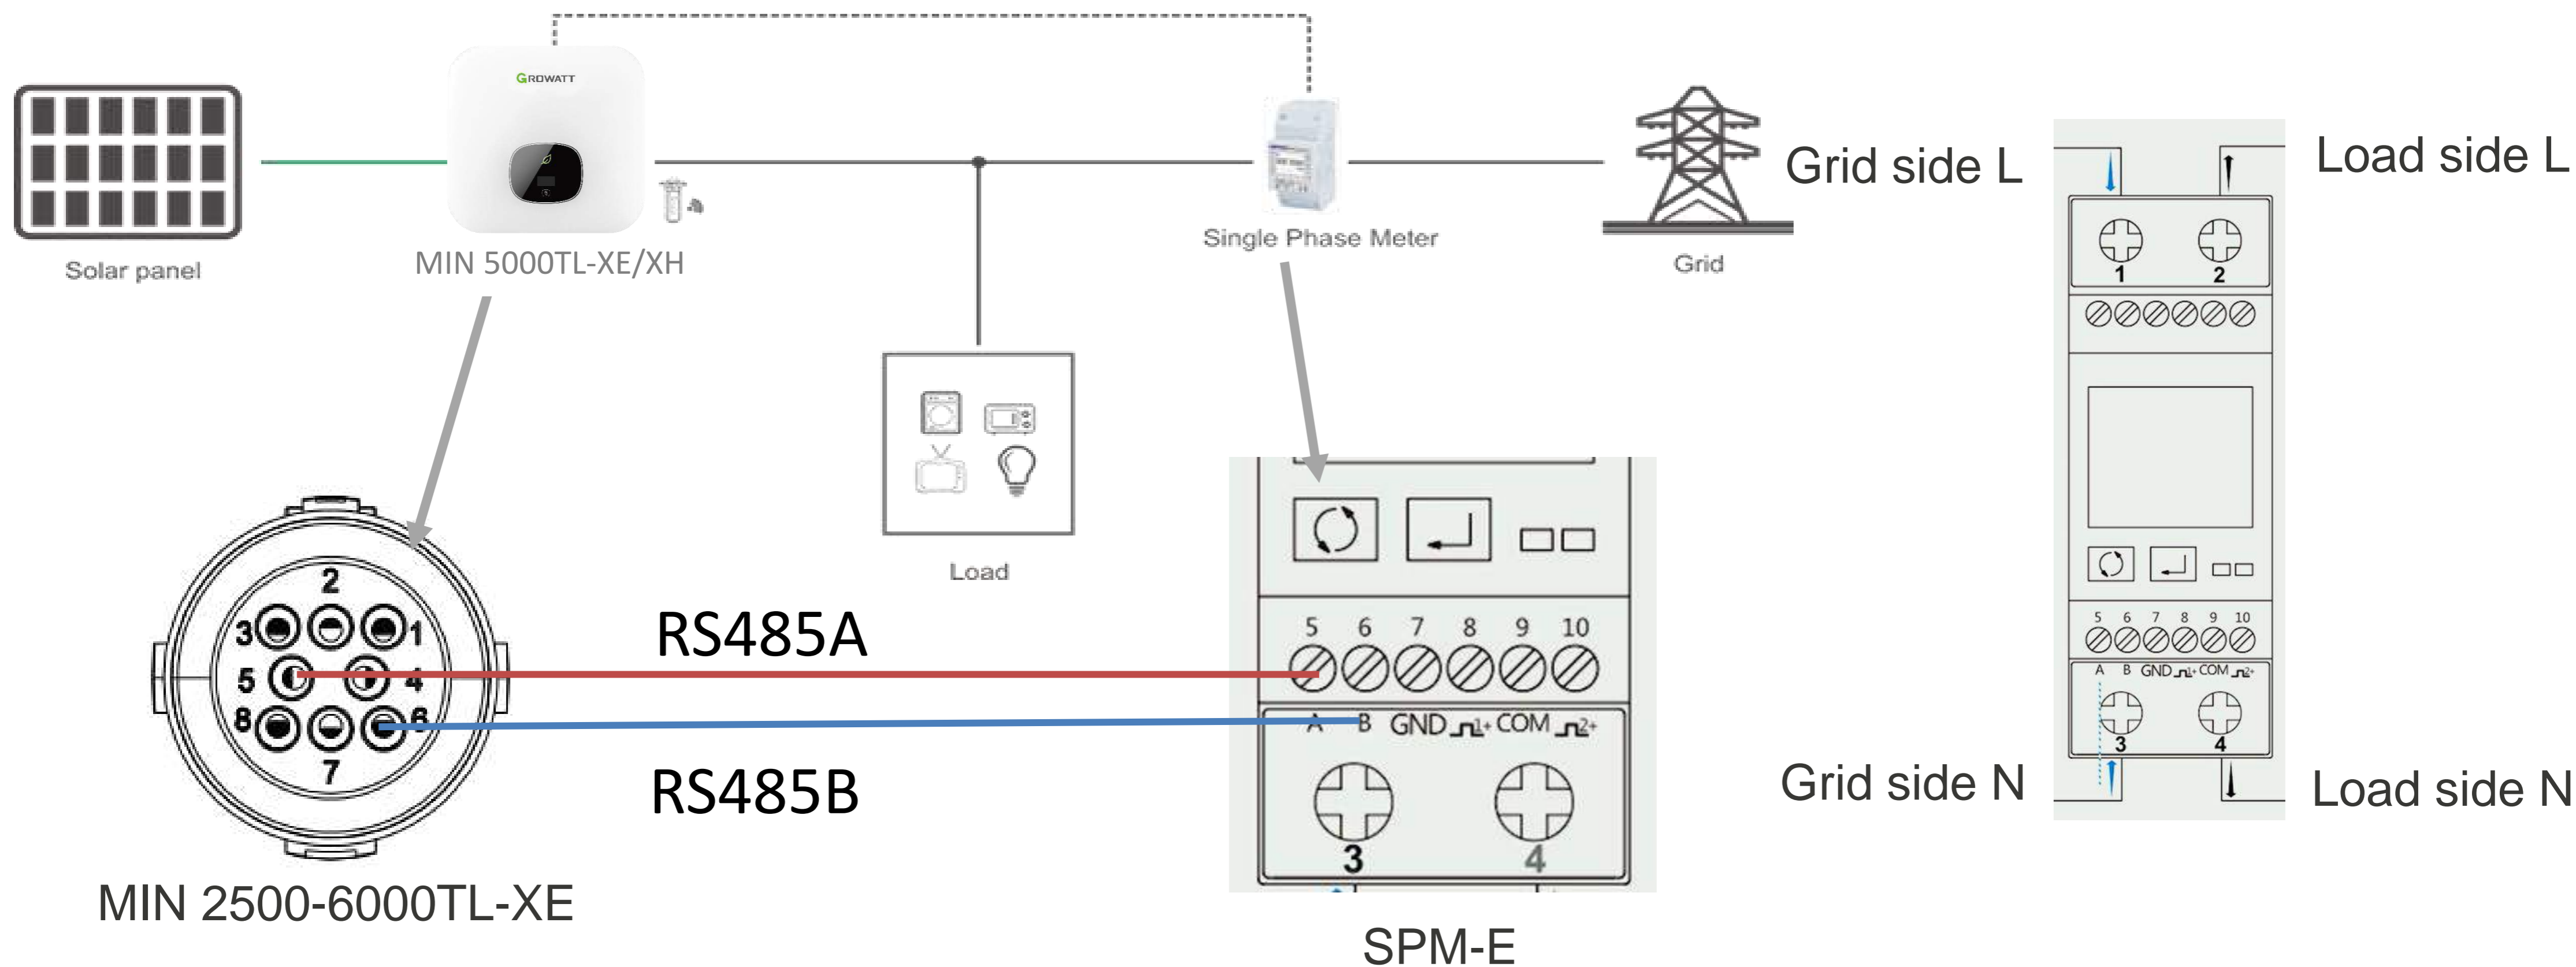 GROWATT
Solar panel
MIN 5000TL-XE/XH
Single Phase Meter
Grid
Load
2
3 1
5 4
8 6
7
MIN 2500-6000TL-XE
RS485A
RS485B
5 6 7 8 9 10
A B GND 1+ COM 2+
3 4
SPM-E
Grid side L
Load side L
1 2
5 6 7 8 9 10
A B GND 1+ COM 2+
3 4
Grid side N
Load side N